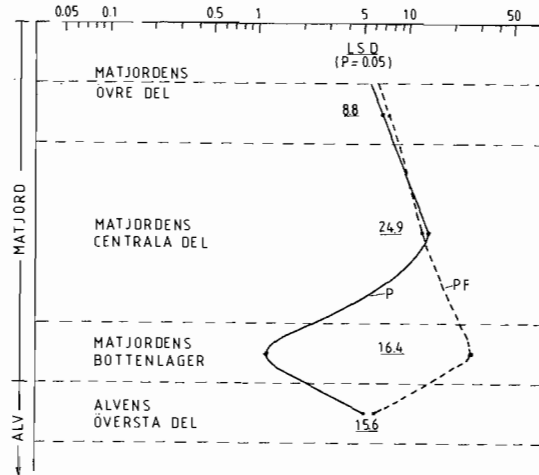 0.05 0.1 0.5 1 5 10 50
LSD
(P=0.05)
MATJORDENS
ÖVRE DEL
8.8
MATJORD
MATJORDENS
CENTRALA DEL
24.9
P
PF
MATJORDENS
BOTTENLAGER
16.4
ALV
ALVENS
ÖVERSTA DEL
15.6